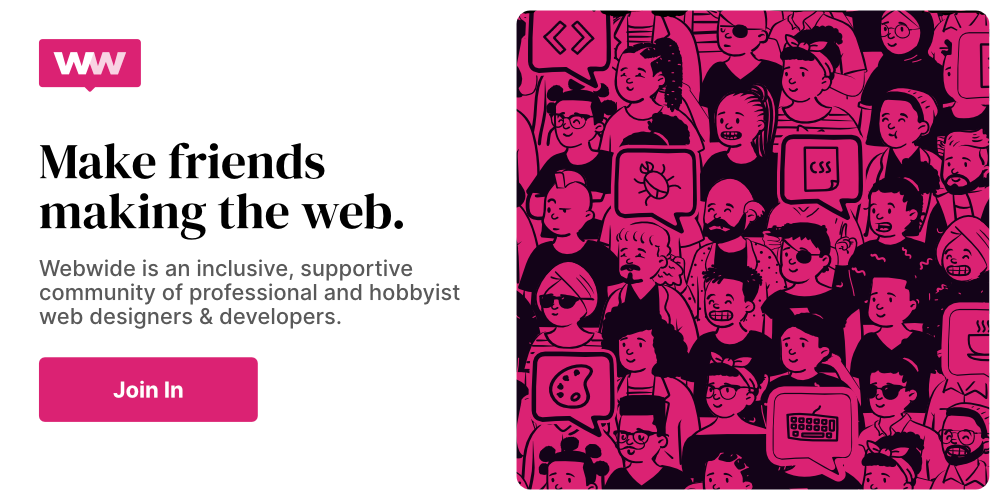 WW
Make friends
making the web.
Webwide is an inclusive, supportive
community of professional and hobbyist
web designers & developers.
Join In
CSS